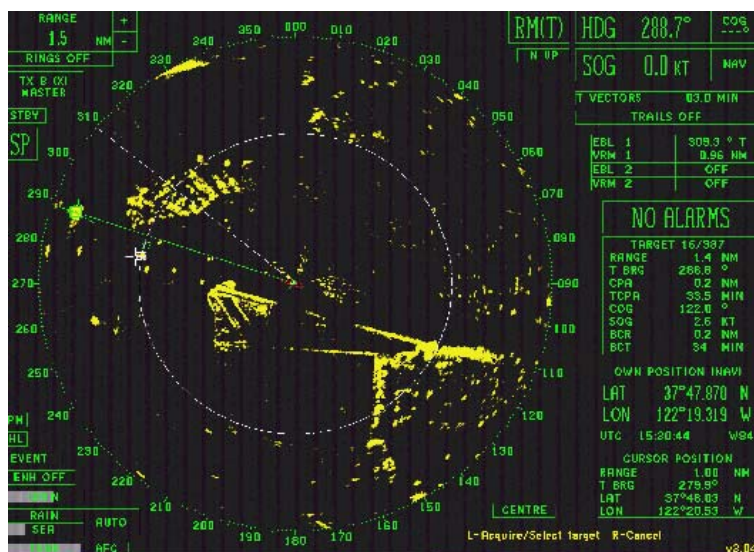 RANGE
1.5 NM
+
-
RINGS OFF
TX B (X)
MASTER
STBY
SP
RM(T)
N UP
HDG 288.7°
COG
---°
SOG 0.0 KT
NAV
T VECTORS 03.0 MIN
TRAILS OFF
EBL 1 309.3 ° T
VRM 1 0.96 NM
EBL 2 OFF
VRM 2 OFF
NO ALARMS
TARGET 16/987
RANGE 1.4 NM
T BRG 286.8 °
CPA 0.2 NM
TCPA 33.5 MIN
COG 122.0 °
SOG 2.6 KT
BCR 0.2 NM
BCT 34 MIN
OWN POSITION (NAV)
LAT 37°47.870 N
LON 122°19.319 W
UTC 15:20:44 W84
CURSOR POSITION
RANGE 1.00 NM
T BRG 279.9°
LAT 37°48.03 N
LON 122°20.53 W
000
010
020
030
040
050
060
070
080
090
100
110
120
130
140
150
160
170
180
190
200
210
220
230
240
250
260
270
280
290
300
310
320
330
340
EVENT
ENH OFF
RAIN
SEA
AUTO
AFC
CENTRE
L-Acquire/Select target R-Cancel